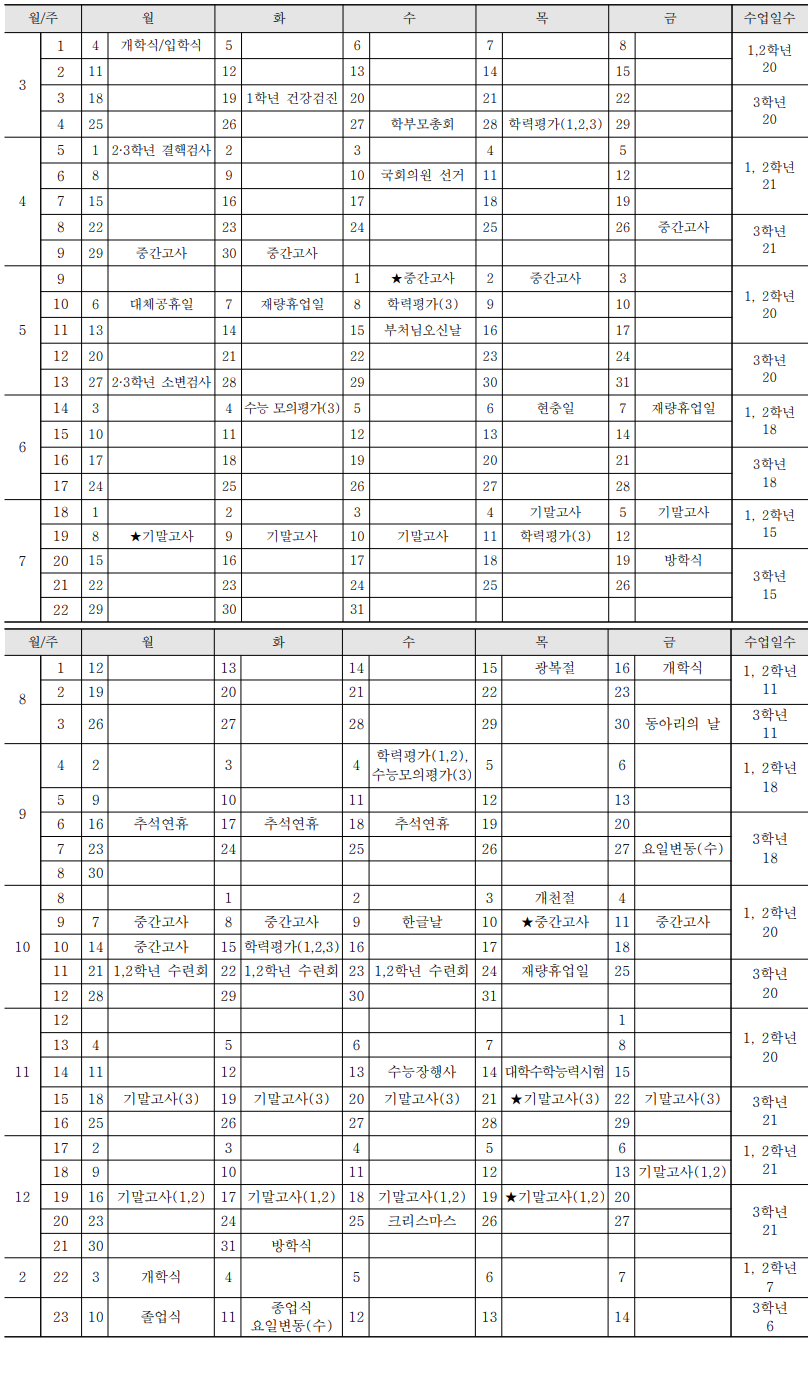 월/주 월 화 수 목 금 수업일수
3 1 4 개학식/입학식 5 6 7 8 1,2학년 20
2 11 12 13 14 15
3 18 19 1학년 건강검진 20 21 22 3학년 20
4 25 26 27 학부모총회 28 학력평가(1,2,3) 29
4 5 1 2·3학년 결핵검사 2 3 4 5 1, 2학년 21
6 8 9 10 국회의원 선거 11 12
7 15 16 17 18 19
8 22 23 24 25 26 중간고사 3학년 21
9 29 중간고사 30 중간고사
5 9 1 ★중간고사 2 중간고사 3 1, 2학년 20
10 6 대체공휴일 7 재량휴업일 8 학력평가(3) 9 10
11 13 14 15 부처님오신날 16 17
12 20 21 22 23 24 3학년 20
13 27 2·3학년 소변검사 28 29 30 31
6 14 3 4 수능 모의평가(3) 5 6 현충일 7 재량휴업일 1, 2학년 18
15 10 11 12 13 14
16 17 18 19 20 21 3학년 18
17 24 25 26 27 28
7 18 1 2 3 4 기말고사 5 기말고사 1, 2학년 15
19 8 ★기말고사 9 기말고사 10 기말고사 11 학력평가(3) 12
20 15 16 17 18 19 방학식 3학년 15
21 22 23 24 25 26
22 29 30 31
월/주 월 화 수 목 금 수업일수
8 1 12 13 14 15 광복절 16 개학식 1, 2학년 11
2 19 20 21 22 23
3 26 27 28 29 30 동아리의 날 3학년 11
9 4 2 3 4 학력평가(1,2), 수능모의평가(3) 5 6 1, 2학년 18
5 9 10 11 12 13
6 16 추석연휴 17 추석연휴 18 추석연휴 19 20 3학년 18
7 23 24 25 26 27 요일변동(수)
8 30
10 8 1 2 3 개천절 4 1, 2학년 20
9 7 중간고사 8 중간고사 9 한글날 10 ★중간고사 11 중간고사
10 14 중간고사 15 학력평가(1,2,3) 16 17 18
11 21 1,2학년 수련회 22 1,2학년 수련회 23 1,2학년 수련회 24 재량휴업일 25 3학년 20
12 28 29 30 31
11 12 1 1, 2학년 20
13 4 5 6 7 8
14 11 12 13 수능장행사 14 대학수학능력시험 15
15 18 기말고사(3) 19 기말고사(3) 20 기말고사(3) 21 ★기말고사(3) 22 기말고사(3) 3학년 21
16 25 26 27 28 29
12 17 2 3 4 5 6 1, 2학년 21
18 9 10 11 12 13 기말고사(1,2)
19 16 기말고사(1,2) 17 기말고사(1,2) 18 기말고사(1,2) 19 ★기말고사(1,2) 20 3학년 21
20 23 24 25 크리스마스 26 27
21 30 31 방학식
2 22 3 개학식 4 5 6 7 1, 2학년 7
23 10 졸업식 11 종업식 요일변동(수) 12 13 14 3학년 6